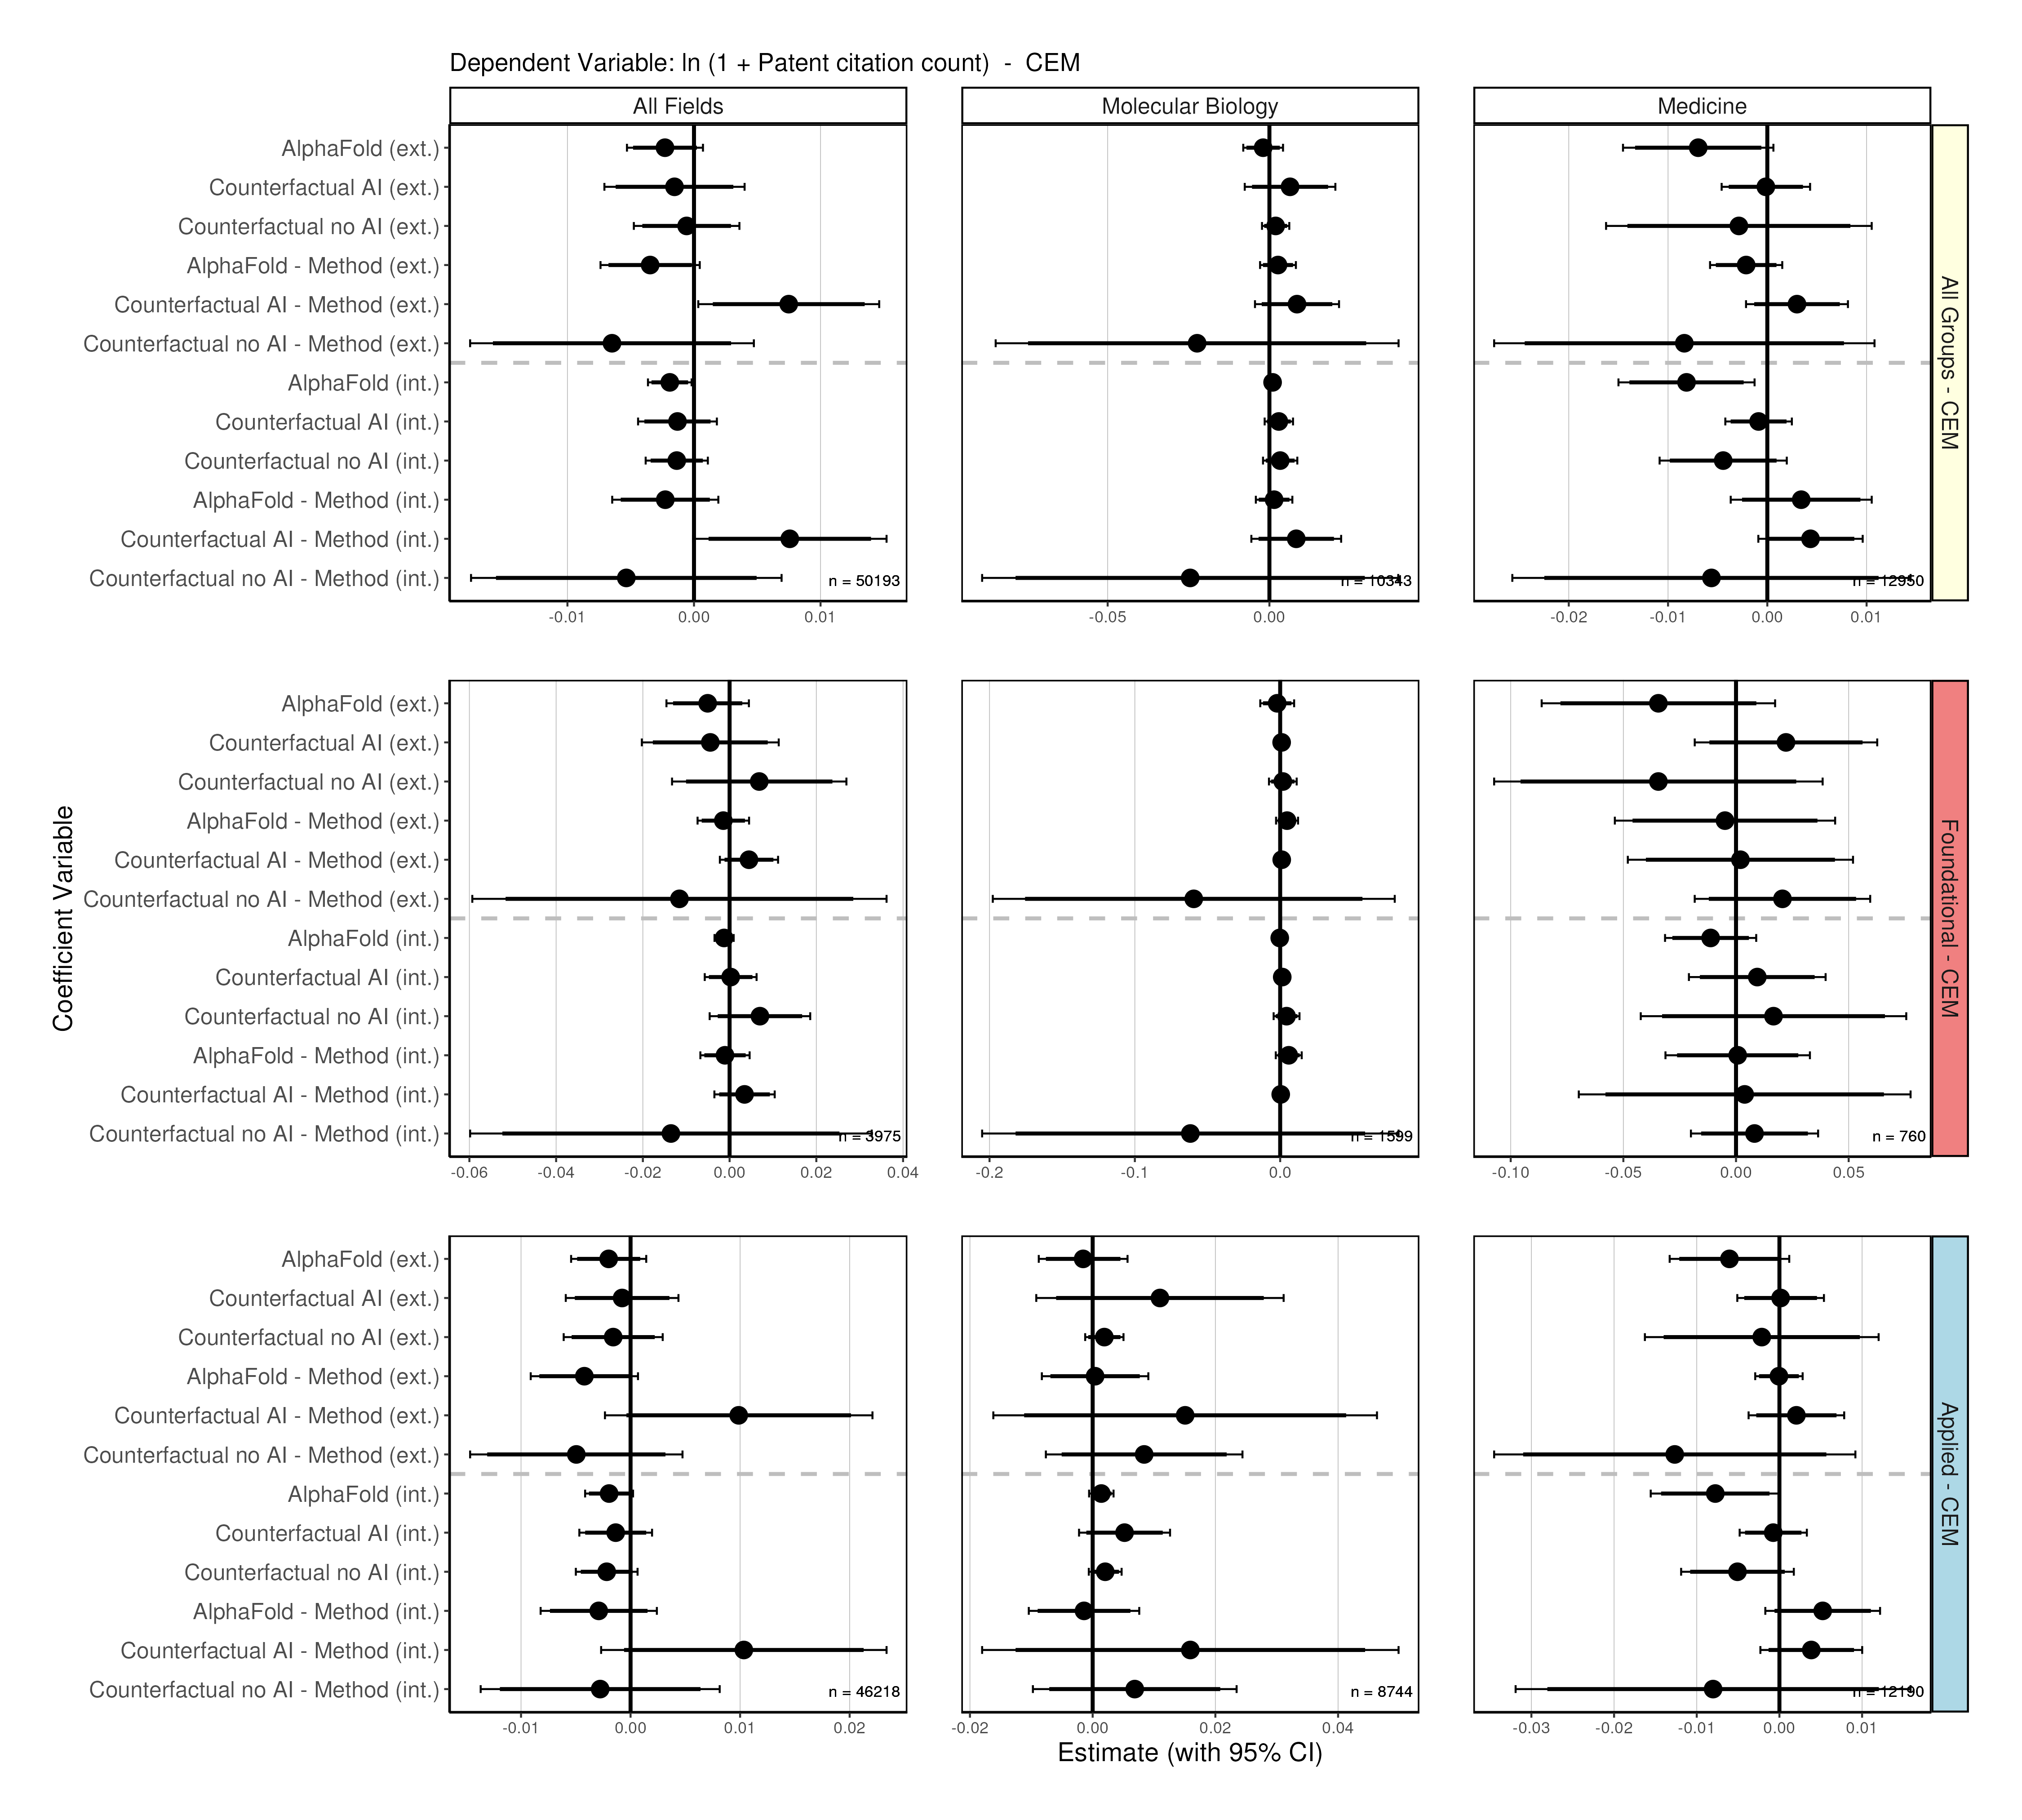 Dependent Variable: ln (1 + Patent citation count)  -  CEM
All Fields
Molecular Biology
Medicine
AlphaFold (ext.)
Counterfactual AI (ext.)
Counterfactual no AI (ext.)
AlphaFold - Method (ext.)
Counterfactual AI - Method (ext.)
Counterfactual no AI - Method (ext.)
AlphaFold (int.)
Counterfactual AI (int.)
Counterfactual no AI (int.)
AlphaFold - Method (int.)
Counterfactual AI - Method (int.)
Counterfactual no AI - Method (int.)
n = 50193
n = 10343
n = 12950
All Groups - CEM
-0.01 0.00 0.01
-0.05 0.00
-0.02 -0.01 0.00 0.01
Coefficient Variable
AlphaFold (ext.)
Counterfactual AI (ext.)
Counterfactual no AI (ext.)
AlphaFold - Method (ext.)
Counterfactual AI - Method (ext.)
Counterfactual no AI - Method (ext.)
AlphaFold (int.)
Counterfactual AI (int.)
Counterfactual no AI (int.)
AlphaFold - Method (int.)
Counterfactual AI - Method (int.)
Counterfactual no AI - Method (int.)
n = 3975
n = 1599
n = 760
Foundational - CEM
-0.06 -0.04 -0.02 0.00 0.02 0.04
-0.2 -0.1 0.0
-0.10 -0.05 0.00 0.05
AlphaFold (ext.)
Counterfactual AI (ext.)
Counterfactual no AI (ext.)
AlphaFold - Method (ext.)
Counterfactual AI - Method (ext.)
Counterfactual no AI - Method (ext.)
AlphaFold (int.)
Counterfactual AI (int.)
Counterfactual no AI (int.)
AlphaFold - Method (int.)
Counterfactual AI - Method (int.)
Counterfactual no AI - Method (int.)
n = 46218
n = 8744
n = 12190
Applied - CEM
-0.01 0.00 0.01 0.02
-0.02 0.00 0.02 0.04
-0.03 -0.02 -0.01 0.00 0.01
Estimate (with 95% CI)